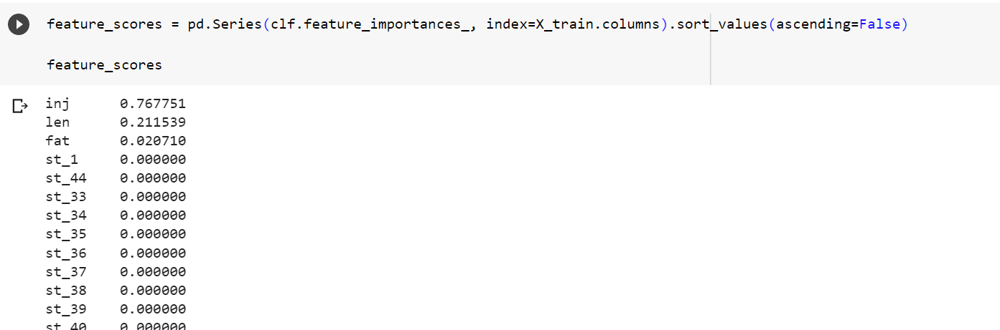 feature_scores = pd.Series(clf.feature_importances_, index=X_train.columns).sort_values(ascending=False)
feature_scores
inj 0.767751
len 0.211539
fat 0.020710
st_1 0.000000
st_44 0.000000
st_33 0.000000
st_34 0.000000
st_35 0.000000
st_36 0.000000
st_37 0.000000
st_38 0.000000
st_39 0.000000
st_40 0.000000